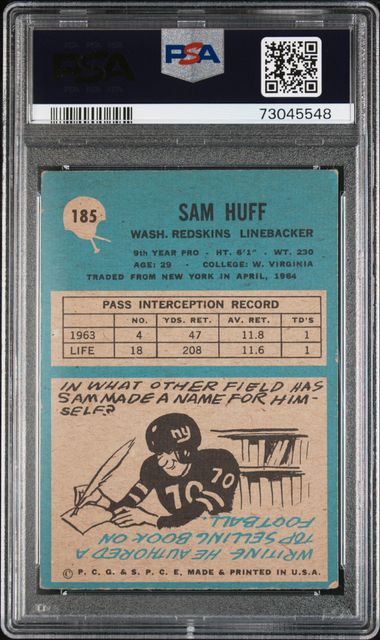 PSA
PSA
73045548
185
SAM HUFF
WASH. REDSKINS LINEBACKER
9th YEAR PRO - HT. 6'1" - WT. 230
AGE: 29 - COLLEGE: W. VIRGINIA
TRADED FROM NEW YORK IN APRIL, 1964
PASS INTERCEPTION RECORD
NO. YDS. RET. AV. RET. TD'S
1963 4 47 11.8 1
LIFE 18 208 11.6 1
IN WHAT OTHER FIELD HAS
SAM MADE A NAME FOR HIM-
SELF?
NY
70
70
WRITING. HE AUTHORED A
TOP SELLING BOOK ON
FOOTBALL.
© P. C. G. & S. P. C. E., MADE & PRINTED IN U.S.A.